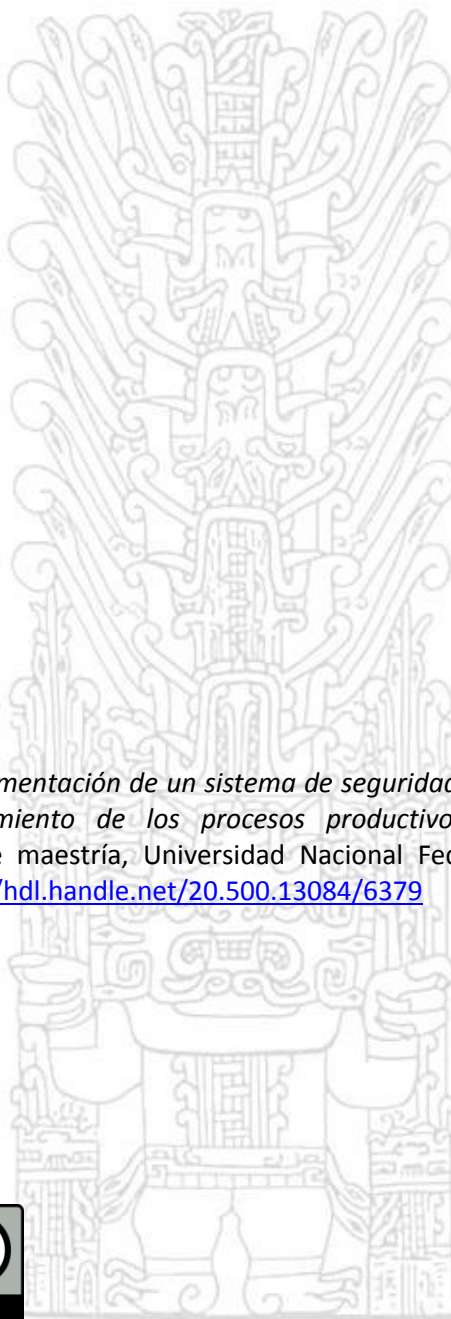 mentación de un sistema de seguridad
miento de los procesos productivo
maestría, Universidad Nacional Fed
/hdl.handle.net/20.500.13084/6379